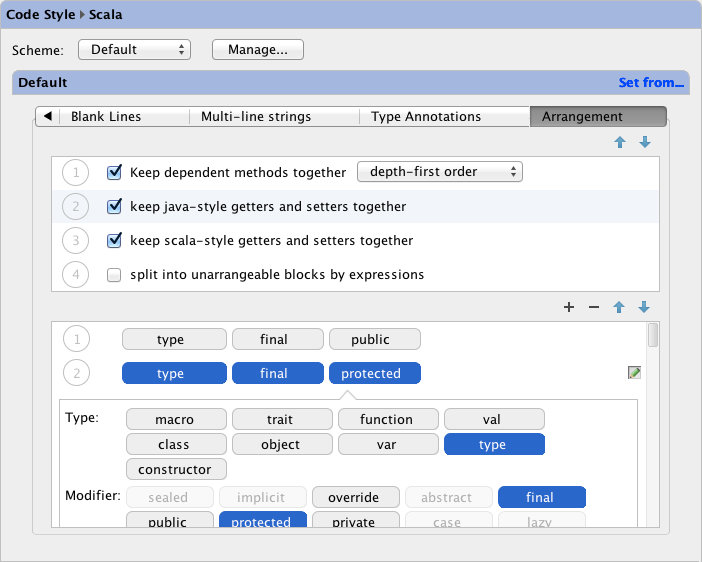 Code Style ▸ Scala
Scheme: Default Manage...
Default Set from...
Blank Lines Multi-line strings Type Annotations Arrangement
1 Keep dependent methods together depth-first order
2 keep java-style getters and setters together
3 keep scala-style getters and setters together
4 split into unarrangeable blocks by expressions
1 type final public
2 type final protected
Type: macro trait function val
class object var type
constructor
Modifier: sealed implicit override abstract final
public protected private case lazy